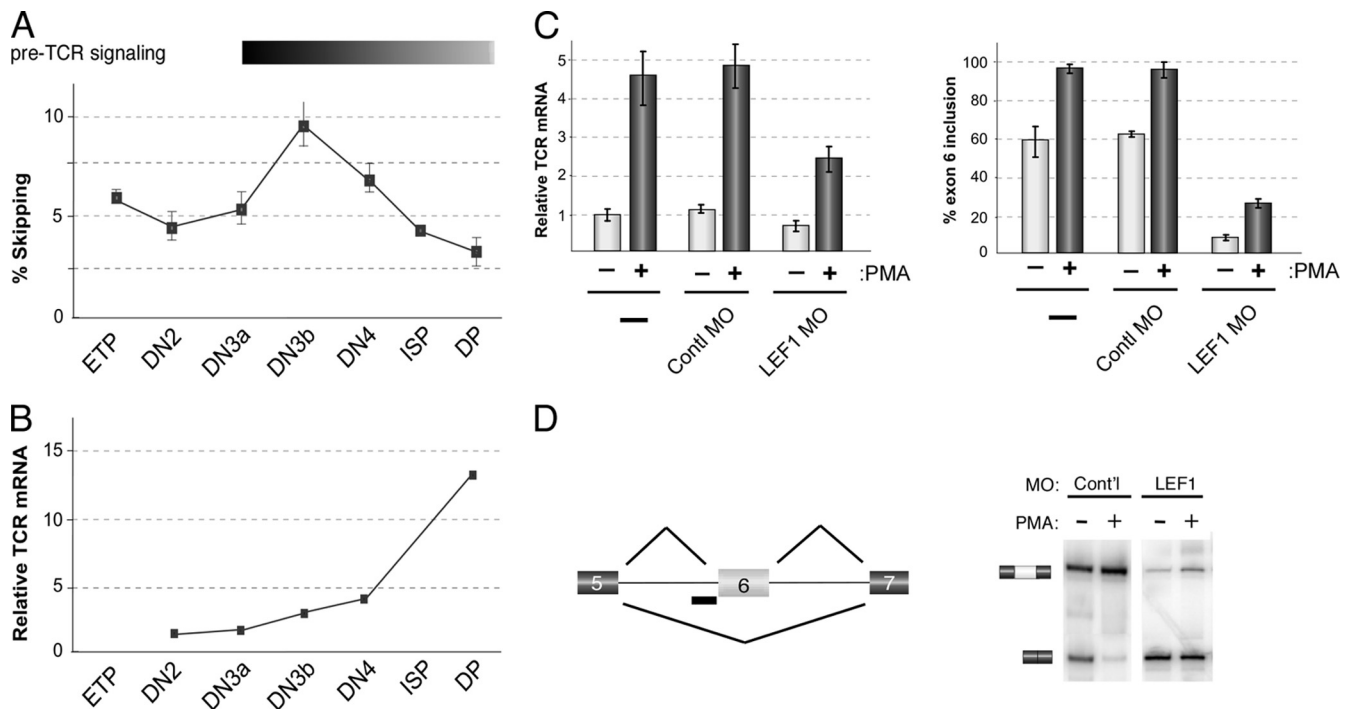 A
pre-TCR signaling
% Skipping
10
5
0
ETP
DN2
DN3a
DN3b
DN4
ISP
DP
B
Relative TCR mRNA
15
10
5
0
ETP
DN2
DN3a
DN3b
DN4
ISP
DP
C
Relative TCR mRNA
5
4
3
2
1
− + − + − + :PMA
−
Contl MO
LEF1 MO
% exon 6 inclusion
100
80
60
40
20
0
− + − + − + :PMA
−
Contl MO
LEF1 MO
D
5 6 7
MO: Cont'l LEF1
PMA: − + − +